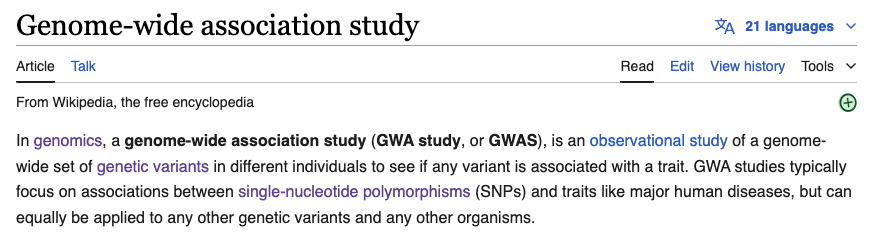 Genome-wide association study
21 languages
Article Talk Read Edit View history Tools
From Wikipedia, the free encyclopedia
In genomics, a genome-wide association study (GWA study, or GWAS), is an observational study of a genome-
wide set of genetic variants in different individuals to see if any variant is associated with a trait. GWA studies typically
focus on associations between single-nucleotide polymorphisms (SNPs) and traits like major human diseases, but can
equally be applied to any other genetic variants and any other organisms.